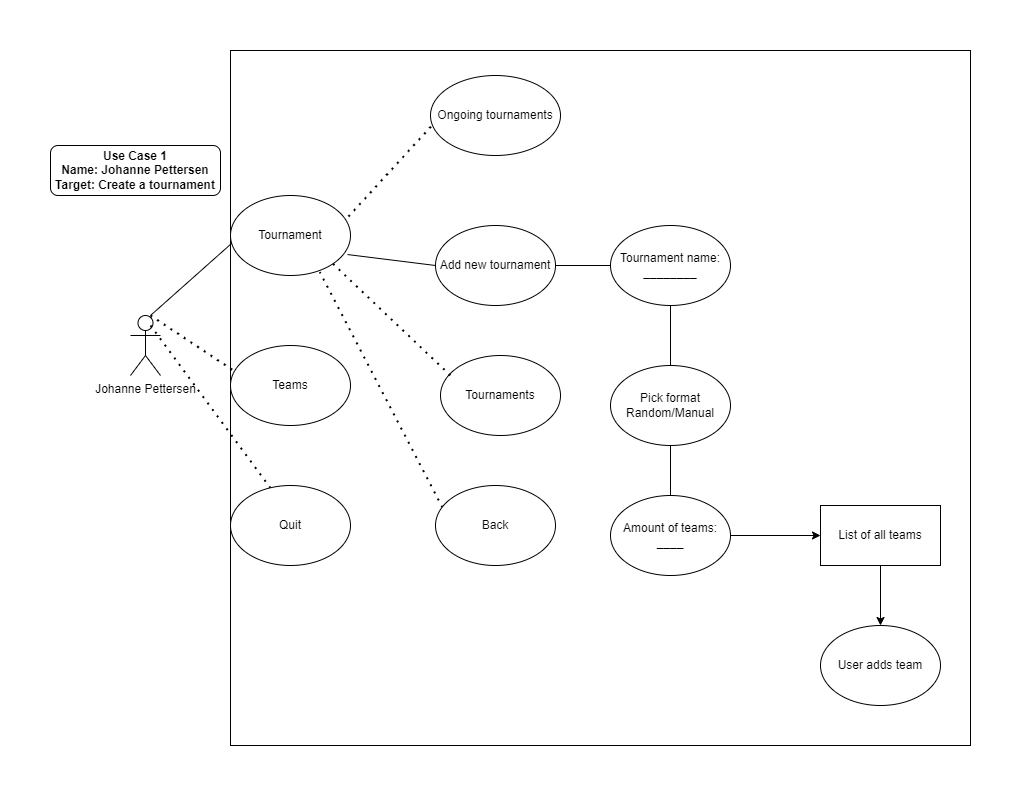 Use Case 1
Name: Johanne Pettersen
Target: Create a tournament
Ongoing tournaments
Tournament
Add new tournament
Tournament name:
________
Johanne Pettersen
Teams
Tournaments
Pick format
Random/Manual
Quit
Back
Amount of teams:
____
List of all teams
User adds team